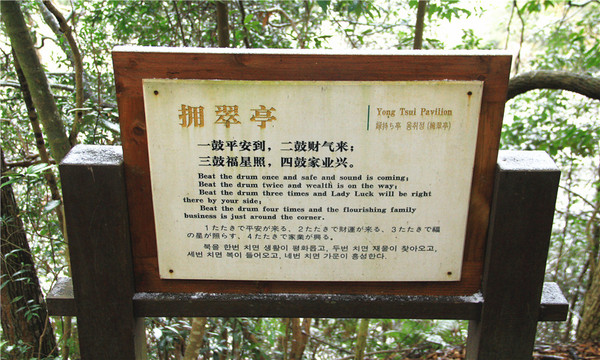 拥翠亭
Yong Tsui Pavilion
옹취정 (擁翠亭)
一鼓平安到，二鼓财气来；
三鼓福星照，四鼓家业兴。
Beat the drum once and safe and sound is coming;
Beat the drum twice and wealth is on the way;
Beat the drum three times and Lady Luck will be right
there by your side;
Beat the drum four times and the flourishing family
business is just around the corner.
1たたきで平安が来る、2たたきで財運が来る、3たたきで福
の星が照らす、4たたきで家業が興る。
북을 한번 치면 생활이 평화롭고, 두번 치면 재물이 찾아오고,
세번 치면 복이 들어오고, 네번 치면 가문이 흥성한다.